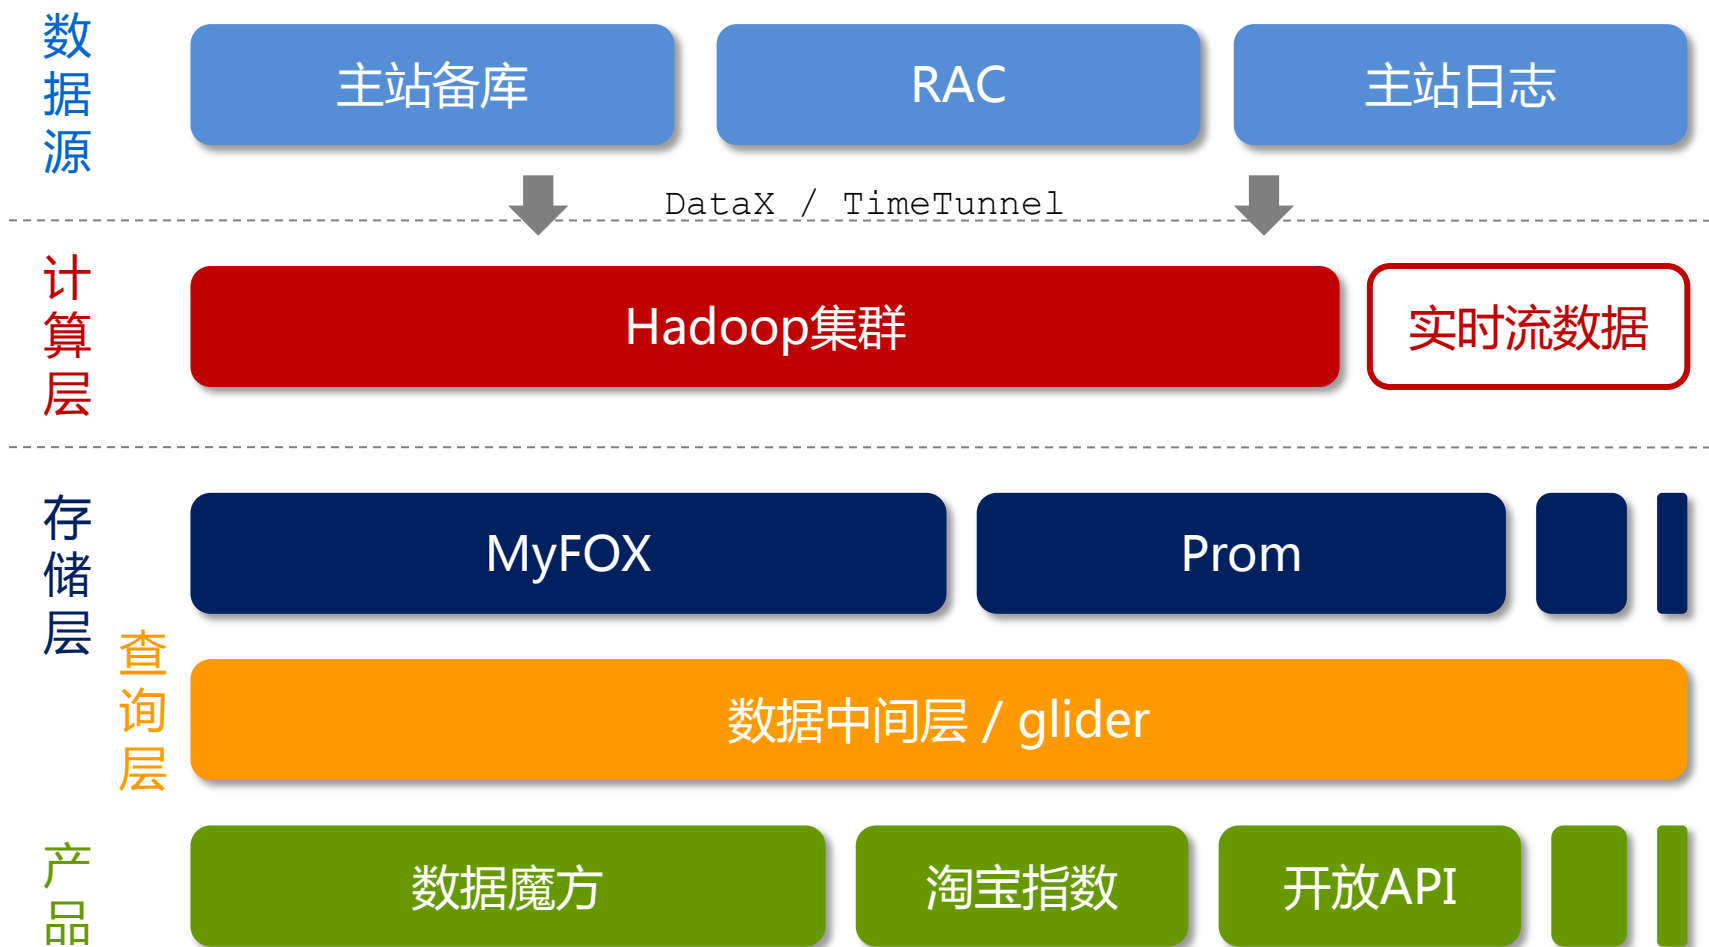 数据源
主站备库
RAC
主站日志
DataX / TimeTunnel
计算层
Hadoop集群
实时流数据
存储层
MyFOX
Prom
查询层
数据中间层 / glider
产品
数据魔方
淘宝指数
开放API